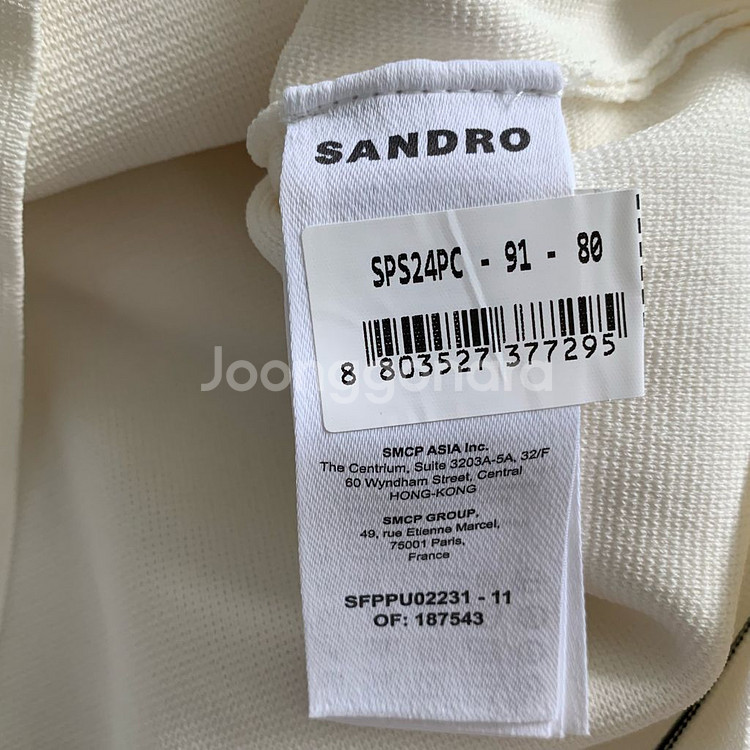 SANDRO
SPS24PC - 91 - 80
8 803527 377295
Joonggonara
SMCP ASIA Inc.
The Centrium, Suite 3203A-5A, 32/F
60 Wyndham Street, Central
HONG-KONG
SMCP GROUP.
49, rue Etienne Marcel,
75001 Paris,
France
SFPPU02231 - 11
OF: 187543